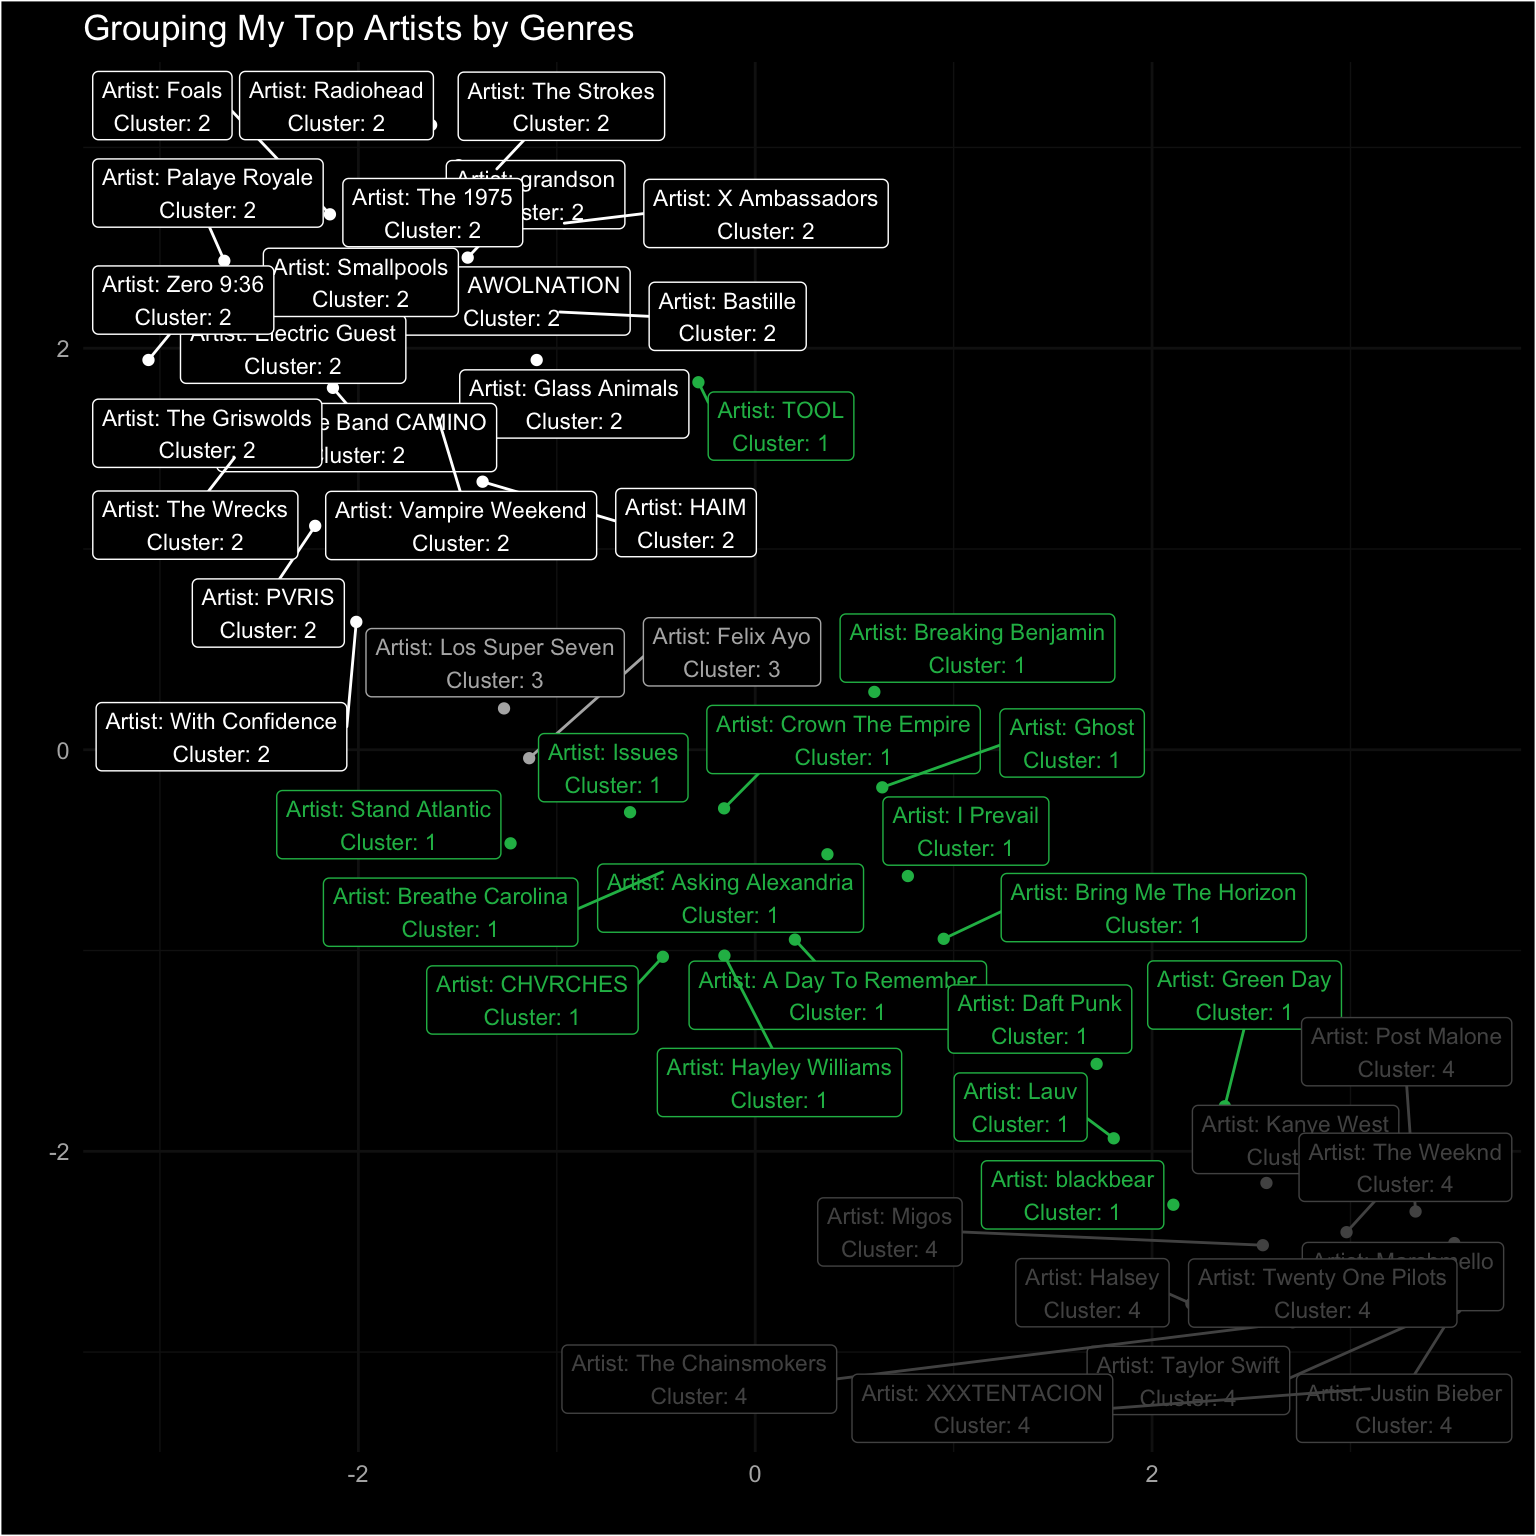 Grouping My Top Artists by Genres
Artist: Foals
Cluster: 2
Artist: Radiohead
Cluster: 2
Artist: The Strokes
Cluster: 2
Artist: Palaye Royale
Cluster: 2
Artist: The 1975
Cluster: 2
Artist: grandson
ster: 2
Artist: X Ambassadors
Cluster: 2
Artist: Zero 9:36
Cluster: 2
Artist: Smallpools
Cluster: 2
AWOLNATION
Cluster: 2
Artist: Bastille
Cluster: 2
Artist: Electric Guest
Cluster: 2
2
Artist: Glass Animals
Cluster: 2
Artist: TOOL
Cluster: 1
Artist: The Griswolds
Cluster: 2
e Band CAMINO
luster: 2
Artist: The Wrecks
Cluster: 2
Artist: Vampire Weekend
Cluster: 2
Artist: HAIM
Cluster: 2
Artist: PVRIS
Cluster: 2
Artist: Los Super Seven
Cluster: 3
Artist: Felix Ayo
Cluster: 3
Artist: Breaking Benjamin
Cluster: 1
Artist: With Confidence
Cluster: 2
0
Artist: Issues
Cluster: 1
Artist: Crown The Empire
Cluster: 1
Artist: Ghost
Cluster: 1
Artist: Stand Atlantic
Cluster: 1
Artist: I Prevail
Cluster: 1
Artist: Breathe Carolina
Cluster: 1
Artist: Asking Alexandria
Cluster: 1
Artist: Bring Me The Horizon
Cluster: 1
Artist: CHVRCHES
Cluster: 1
Artist: A Day To Remember
Cluster: 1
Artist: Daft Punk
Cluster: 1
Artist: Green Day
Cluster: 1
Artist: Post Malone
Cluster: 4
Artist: Hayley Williams
Cluster: 1
Artist: Lauv
Cluster: 1
Artist: Kanye West
Clust
Artist: The Weeknd
Cluster: 4
-2
Artist: blackbear
Cluster: 1
Artist: Migos
Cluster: 4
Artist: Marshmello
Artist: Halsey
Cluster: 4
Artist: Twenty One Pilots
Cluster: 4
Artist: The Chainsmokers
Cluster: 4
Artist: Taylor Swift
Cluster: 4
Artist: XXXTENTACION
Cluster: 4
Artist: Justin Bieber
Cluster: 4
-2
0
2